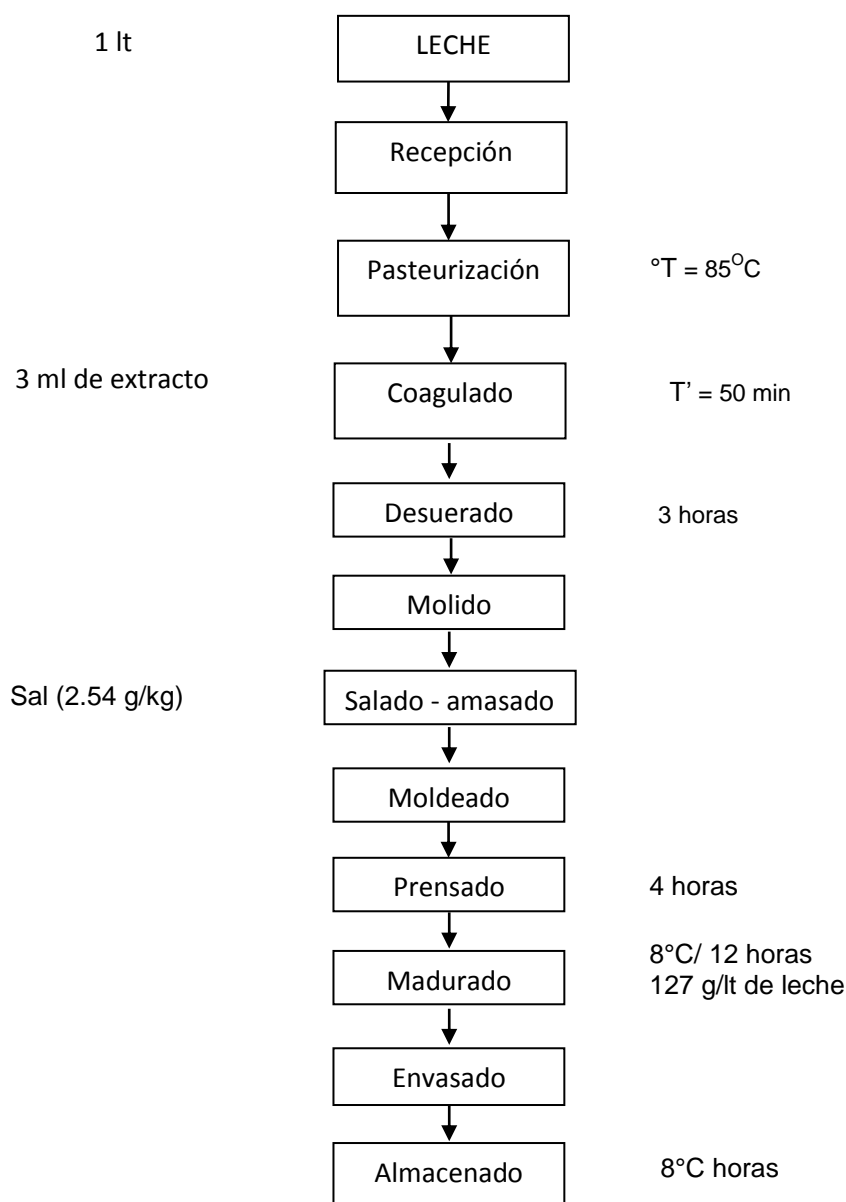 1 lt
LECHE
Recepción
Pasteurización
°T = 85°C
3 ml de extracto
Coagulado
T’ = 50 min
Desuerado
3 horas
Molido
Sal (2.54 g/kg)
Salado - amasado
Moldeado
Prensado
4 horas
8°C/ 12 horas
Madurado
127 g/lt de leche
Envasado
Almacenado
8°C horas